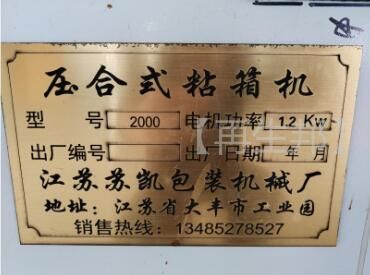 压合式粘箱机
型 号 2000 电机功率 1.2 Kw
出厂编号 出厂日期 年 月
江苏苏凯包装机械厂
地址：江苏省大丰市工业园
销售热线：13485278527